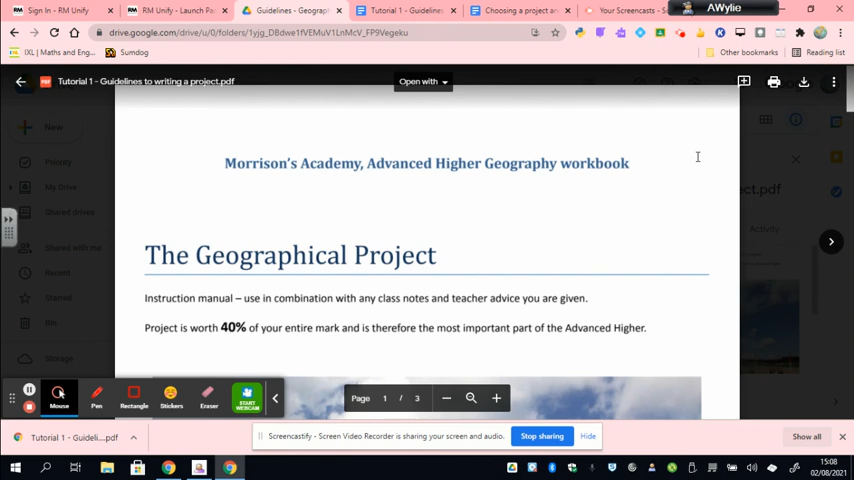 Sign In - RM Unify
RM Unify - Launch Pa
Guidelines - Geograp
Tutorial 1 - Guidelines
Choosing a project an
Your Screencasts - S
AWylie
drive.google.com/drive/u/0/folders/1yjg_DBdwe1fVEMuV1LnMcV_FP9Vegeku
IXL | Maths and Eng...
Sumdog
Other bookmarks
Reading list
PDF
Tutorial 1 - Guidelines to writing a project.pdf
Open with
New
Priority
My Drive
Shared drives
Shared with me
Recent
Starred
Bin
Storage
ect.pdf
Activity
Morrison's Academy, Advanced Higher Geography workbook
The Geographical Project
Instruction manual – use in combination with any class notes and teacher advice you are given.
Project is worth 40% of your entire mark and is therefore the most important part of the Advanced Higher.
Mouse
Pen
Rectangle
Stickers
Eraser
START
WEBCAM
Page 1 / 3
Tutorial 1 - Guideli....pdf
Screencastify - Screen Video Recorder is sharing your screen and audio.
Stop sharing
Hide
Show all
15:08
02/08/2021